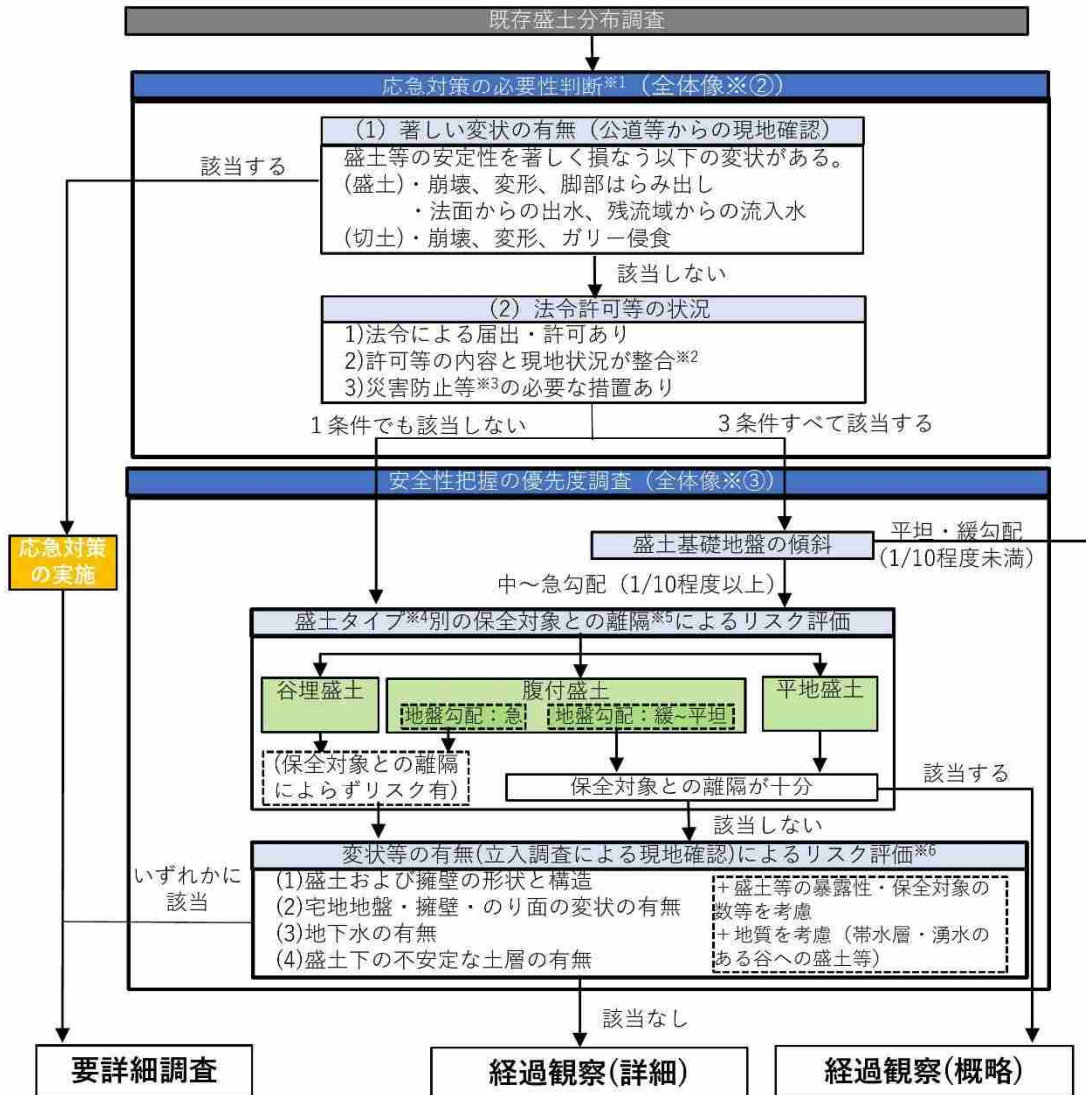 既存盛土分布調査
応急対策の必要性判断※1（全体像※②）
(1) 著しい変状の有無（公道等からの現地確認）
盛土等の安定性を著しく損なう以下の変状がある。
(盛土)・崩壊、変形、脚部はらみ出し
・法面からの出水、残流域からの流入水
(切土)・崩壊、変形、ガリー侵食
該当する
該当しない
(2) 法令許可等の状況
1)法令による届出・許可あり
2)許可等の内容と現地状況が整合※2
3)災害防止等※3の必要な措置あり
１条件でも該当しない
３条件すべて該当する
安全性把握の優先度調査（全体像※③）
応急対策
の実施
盛土基礎地盤の傾斜
平坦・緩勾配
(1/10程度未満)
中～急勾配（1/10程度以上)
盛土タイプ※4別の保全対象との離隔※5によるリスク評価
谷埋盛土
腹付盛土
平地盛土
地盤勾配：急
地盤勾配：緩~平坦
(保全対象との離隔
によらずリスク有)
保全対象との離隔が十分
該当する
該当しない
変状等の有無(立入調査による現地確認)によるリスク評価※6
いずれかに
該当
(1)盛土および擁壁の形状と構造
(2)宅地地盤・擁壁・のり面の変状の有無
(3)地下水の有無
(4)盛土下の不安定な土層の有無
＋盛土等の暴露性・保全対象の
数等を考慮
＋地質を考慮（帯水層・湧水の
ある谷への盛土等）
該当なし
要詳細調査
経過観察(詳細)
経過観察(概略)